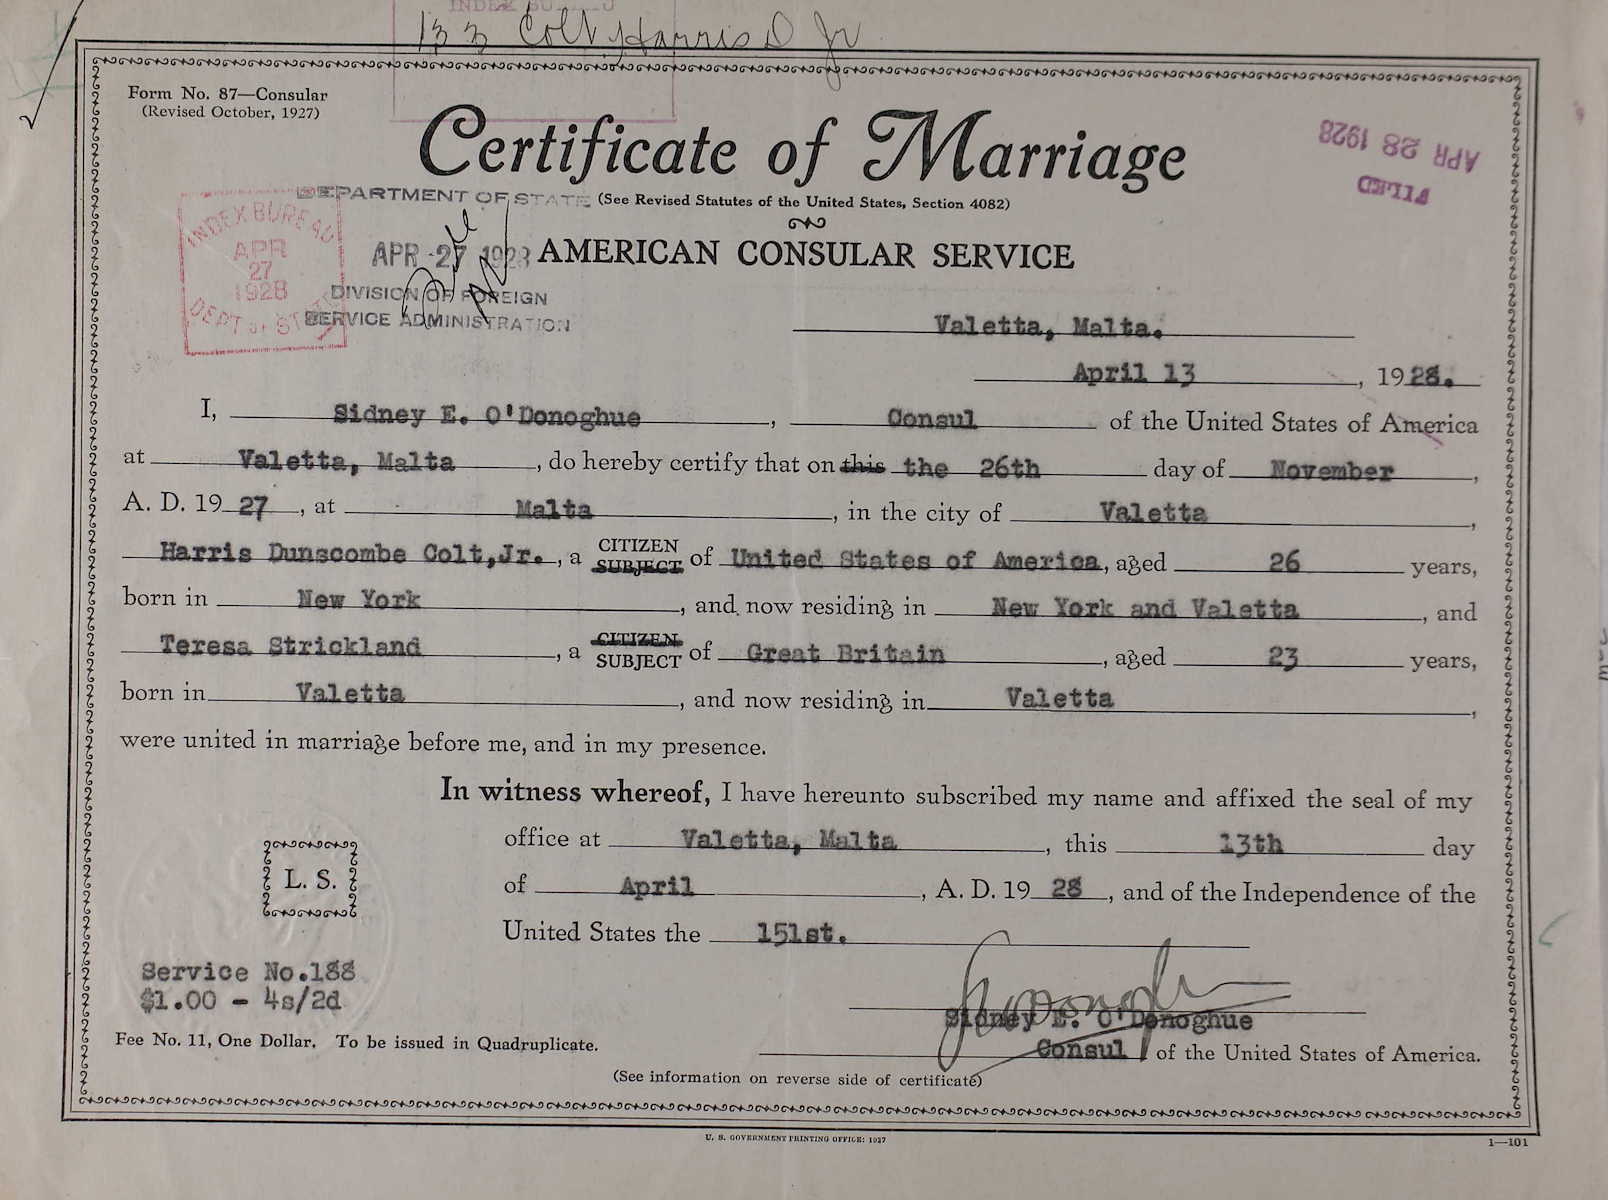 133 Colt, Harris D Jr
Form No. 87—Consular
(Revised October, 1927)
Certificate of Marriage
FILED
APR 28 1928
DEPARTMENT OF STATE
(See Revised Statutes of the United States, Section 4082)
INDEX BUREAU
APR
27
1928
DEPT of STATE
APR 27 1928
DIVISION OF FOREIGN
SERVICE ADMINISTRATION
AMERICAN CONSULAR SERVICE
Valetta, Malta.
April 13, 1928.
I, Sidney E. O'Donoghue, Consul of the United States of America
at Valetta, Malta, do hereby certify that on this the 26th day of November,
A. D. 1927, at Malta, in the city of Valetta,
Harris Dunscombe Colt,Jr., a CITIZEN SUBJECT of United States of America, aged 26 years,
born in New York, and now residing in New York and Valetta, and
Teresa Strickland, a CITIZEN SUBJECT of Great Britain, aged 23 years,
born in Valetta, and now residing in Valetta,
were united in marriage before me, and in my presence.
In witness whereof, I have hereunto subscribed my name and affixed the seal of my
office at Valetta, Malta, this 13th day
of April, A. D. 1928, and of the Independence of the
United States the 151st.
L. S.
Service No.188
$1.00 - 4s/2d
Sidney E. O'Donoghue
Consul of the United States of America.
Fee No. 11, One Dollar. To be issued in Quadruplicate.
(See information on reverse side of certificate)
U. S. GOVERNMENT PRINTING OFFICE: 1927
1—101